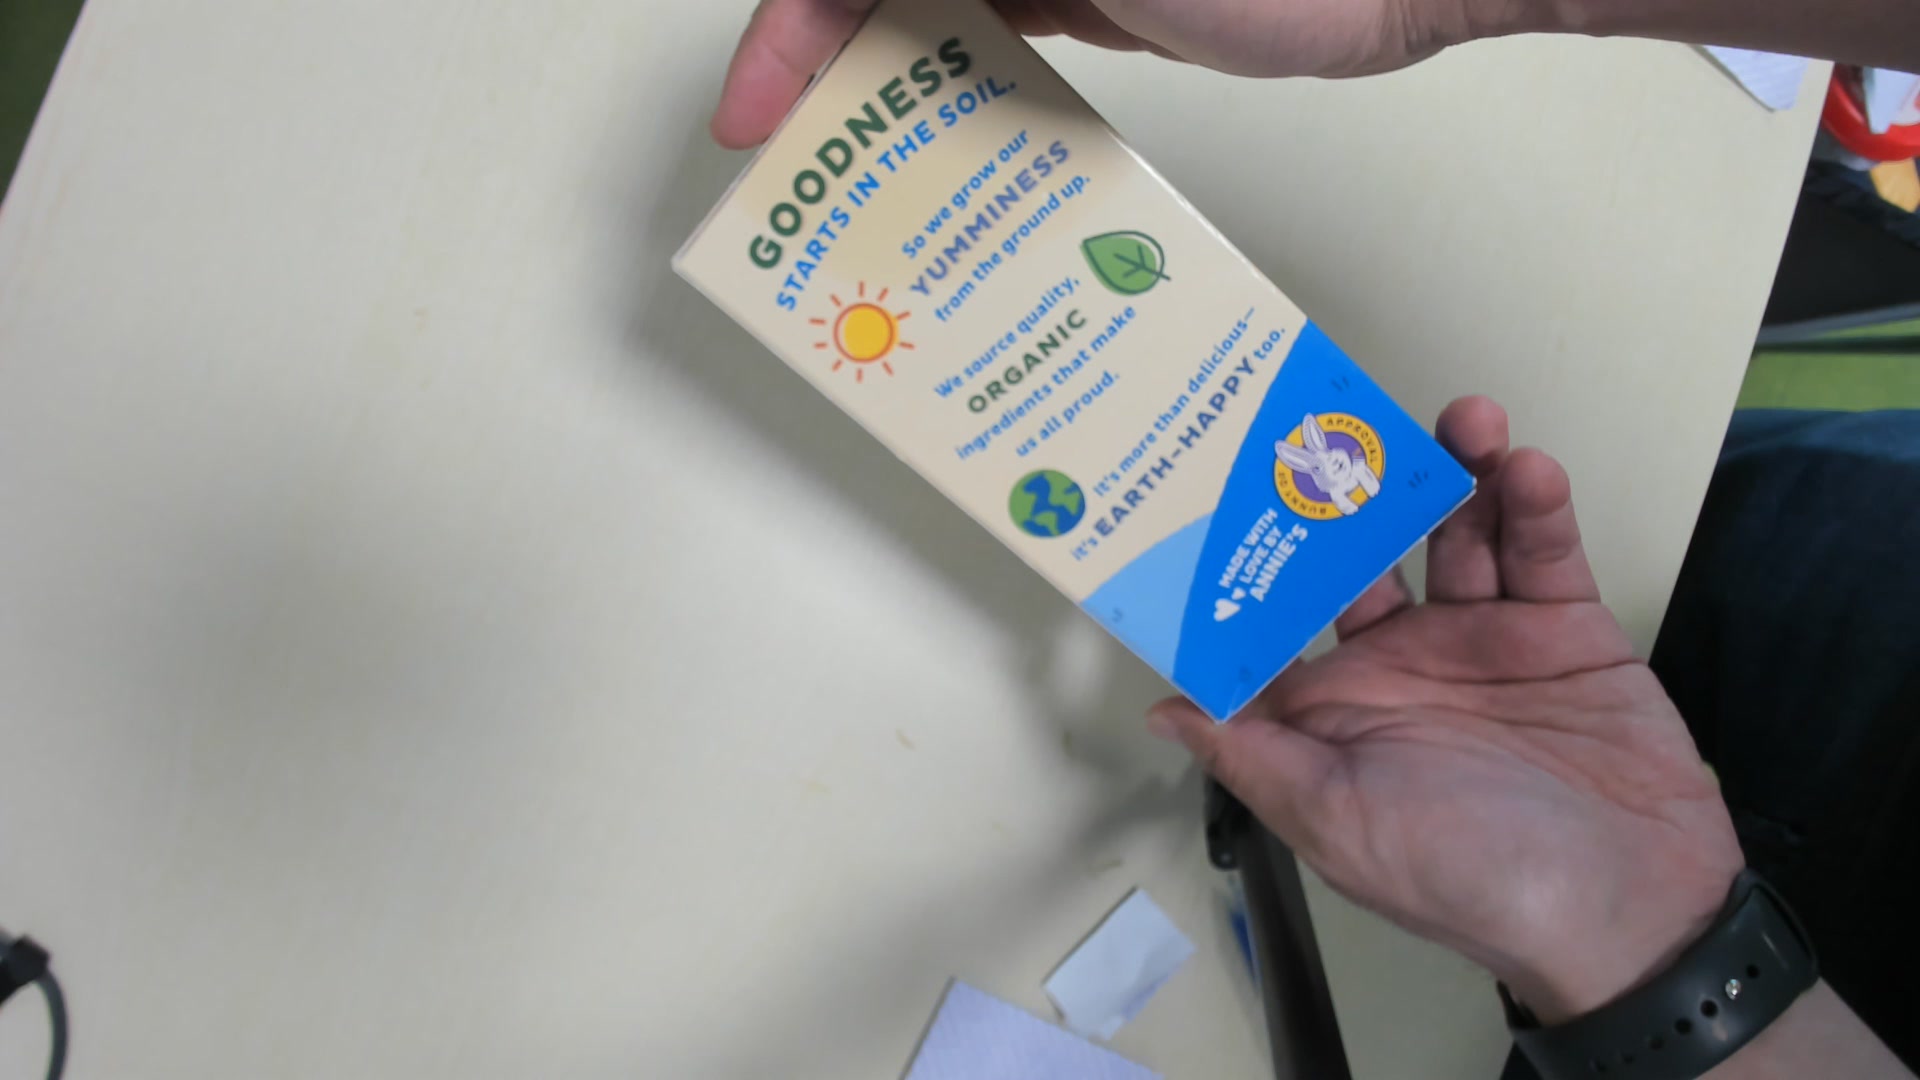 GOODNESS
STARTS IN THE SOIL.
So we grow our
YUMMINESS
from the ground up.
We source quality,
ORGANIC
ingredients that make
us all proud.
It's more than delicious—
it's EARTH-HAPPY too.
MADE WITH
LOVE BY
ANNIE'S
BUNNY OF
APPROVAL